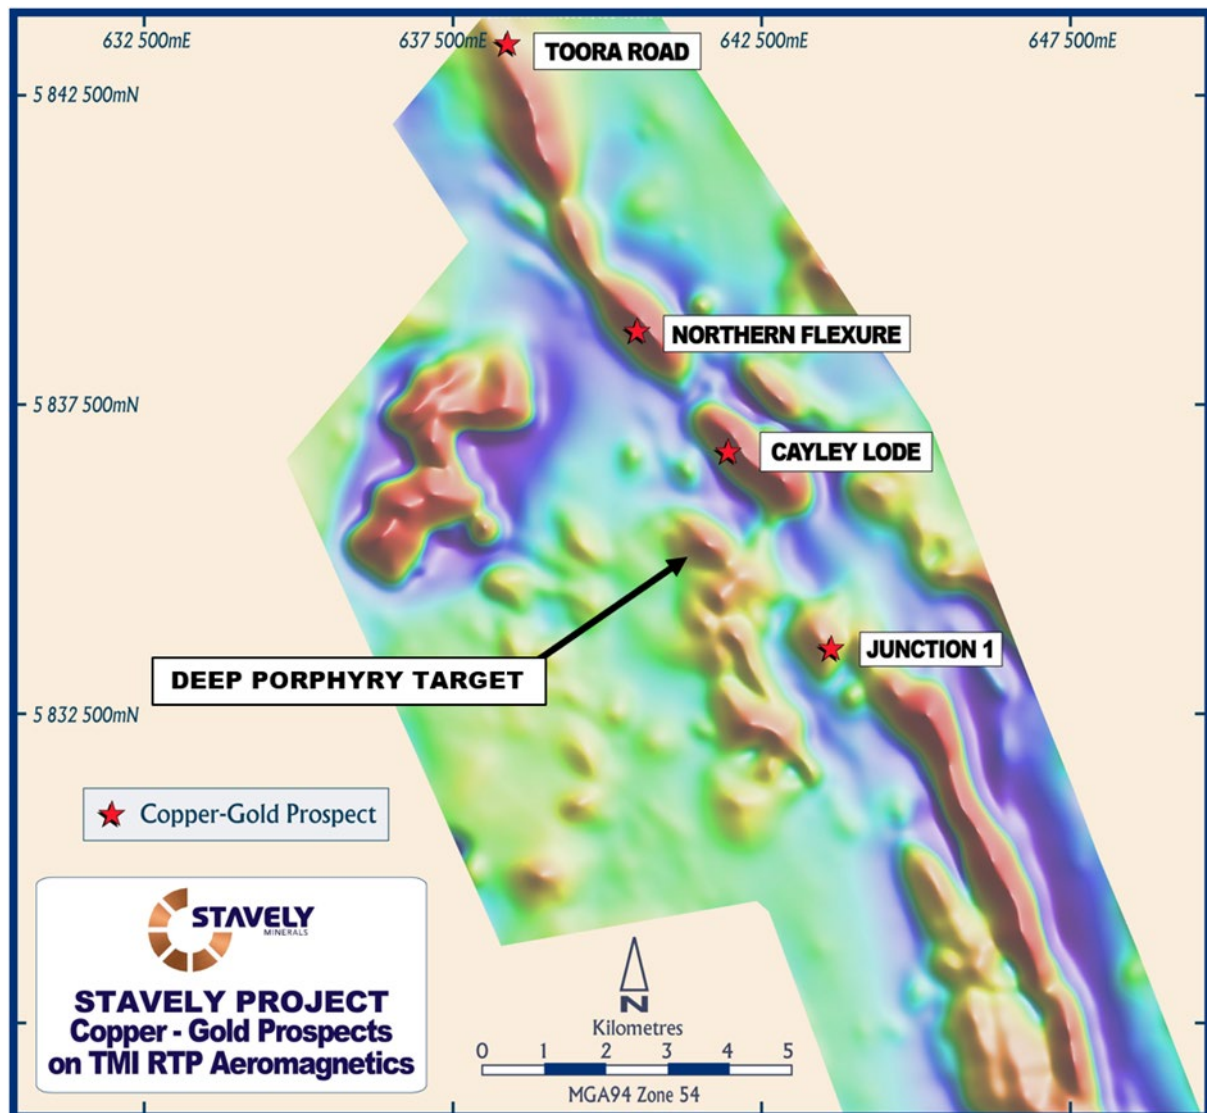 632 500mE
637 500mE
642 500mE
647 500mE
TOORA ROAD
5 842 500mN
NORTHERN FLEXURE
5 837 500mN
CAYLEY LODE
JUNCTION 1
DEEP PORPHYRY TARGET
5 832 500mN
Copper-Gold Prospect
STAVELY
MINERALS
STAVELY PROJECT
Copper - Gold Prospects
on TMI RTP Aeromagnetics
N
Kilometres
0 1 2 3 4 5
MGA94 Zone 54